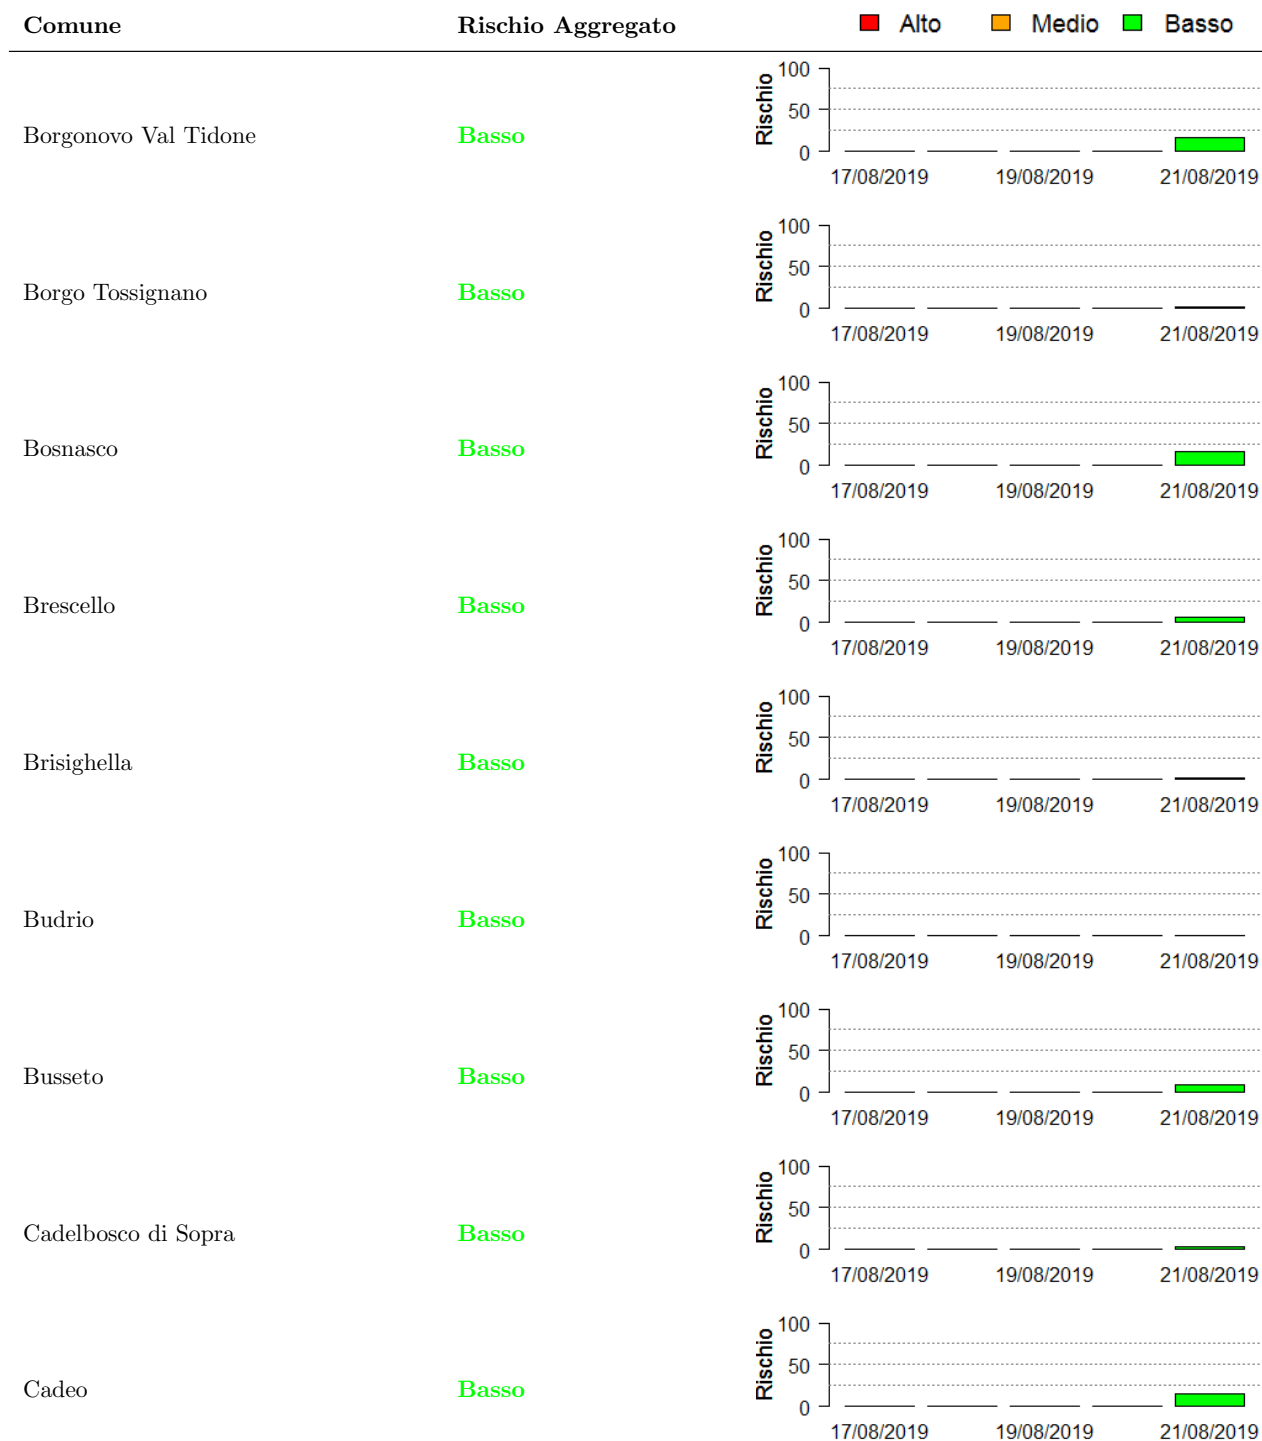 Comune Rischio Aggregato Alto Medio Basso
Borgonovo Val Tidone Basso
Rischio
100
50
0
17/08/2019 19/08/2019 21/08/2019
Borgo Tossignano Basso
Rischio
100
50
0
17/08/2019 19/08/2019 21/08/2019
Bosnasco Basso
Rischio
100
50
0
17/08/2019 19/08/2019 21/08/2019
Brescello Basso
Rischio
100
50
0
17/08/2019 19/08/2019 21/08/2019
Brisighella Basso
Rischio
100
50
0
17/08/2019 19/08/2019 21/08/2019
Budrio Basso
Rischio
100
50
0
17/08/2019 19/08/2019 21/08/2019
Busseto Basso
Rischio
100
50
0
17/08/2019 19/08/2019 21/08/2019
Cadelbosco di Sopra Basso
Rischio
100
50
0
17/08/2019 19/08/2019 21/08/2019
Cadeo Basso
Rischio
100
50
0
17/08/2019 19/08/2019 21/08/2019